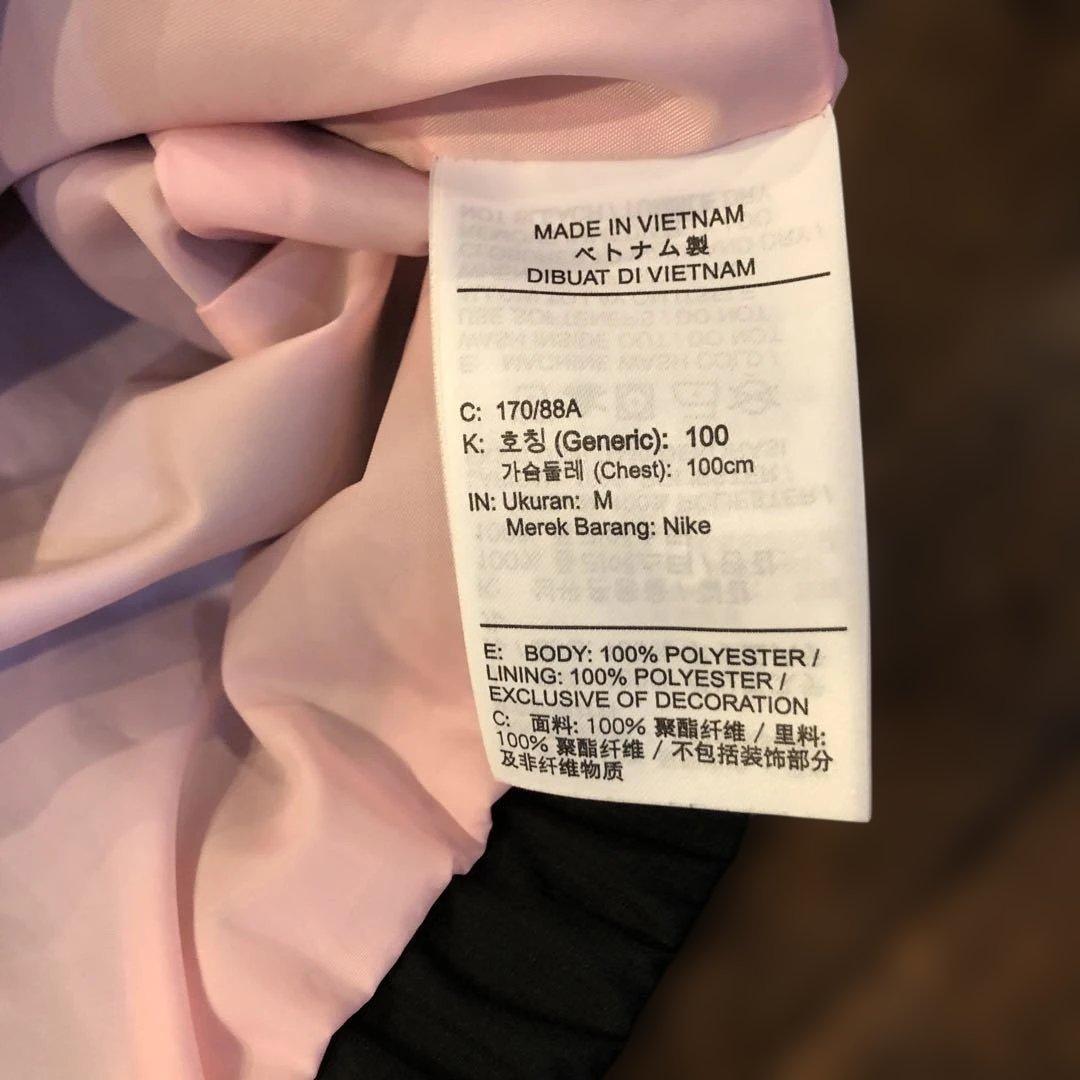 MADE IN VIETNAM
ベトナム製
DIBUAT DI VIETNAM
C: 170/88A
K: 호칭 (Generic): 100
가슴둘레 (Chest): 100cm
IN: Ukuran: M
Merek Barang: Nike
E: BODY: 100% POLYESTER /
LINING: 100% POLYESTER /
EXCLUSIVE OF DECORATION
C: 面料: 100% 聚酯纤维 / 里料:
100% 聚酯纤维 / 不包括装饰部分
及非纤维物质